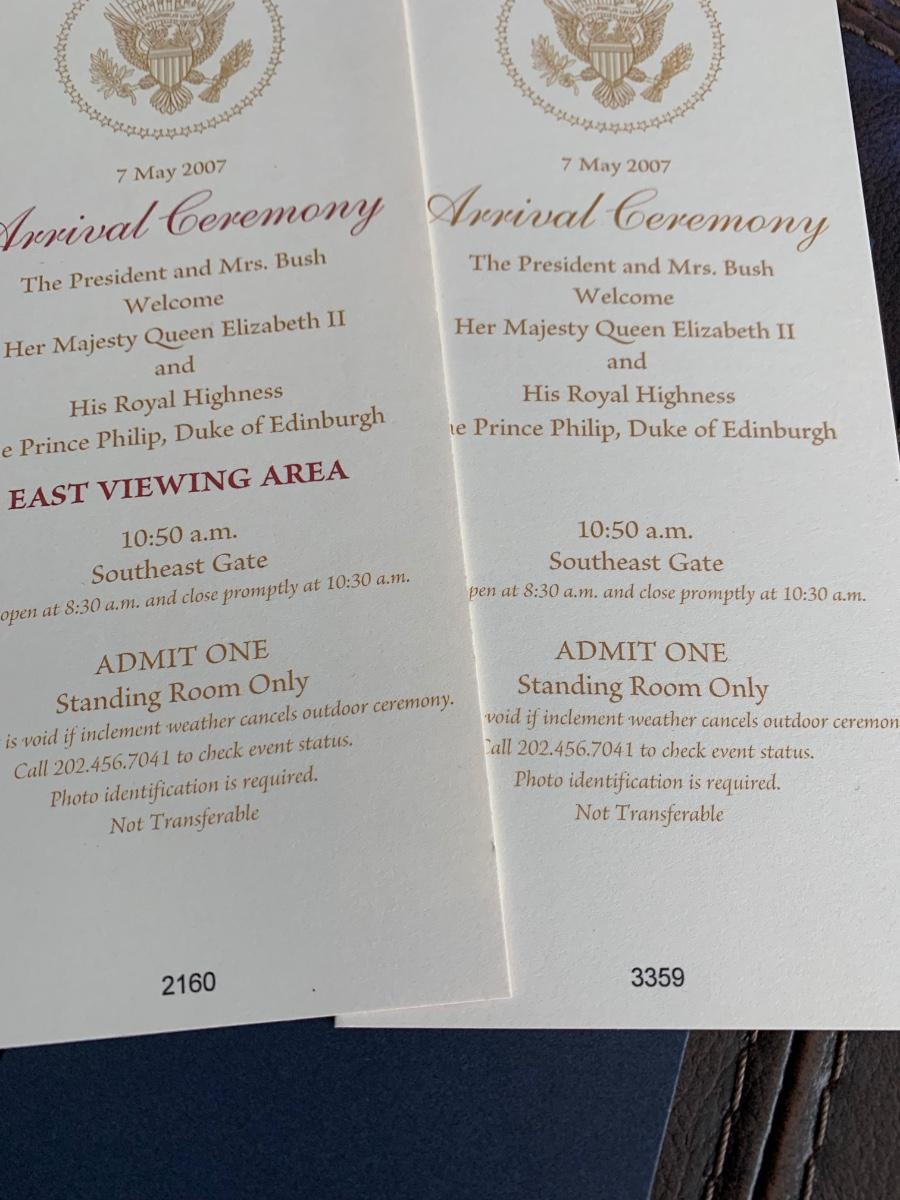 7 May 2007
Arrival Ceremony
The President and Mrs. Bush
Welcome
Her Majesty Queen Elizabeth II
and
His Royal Highness
Prince Philip, Duke of Edinburgh
EAST VIEWING AREA
10:50 a.m.
Southeast Gate
open at 8:30 a.m. and close promptly at 10:30 a.m.
ADMIT ONE
Standing Room Only
is void if inclement weather cancels outdoor ceremony.
Call 202.456.7041 to check event status.
Photo identification is required.
Not Transferable
2160
7 May 2007
Arrival Ceremony
The President and Mrs. Bush
Welcome
Her Majesty Queen Elizabeth II
and
His Royal Highness
Prince Philip, Duke of Edinburgh
10:50 a.m.
Southeast Gate
pen at 8:30 a.m. and close promptly at 10:30 a.m.
ADMIT ONE
Standing Room Only
void if inclement weather cancels outdoor ceremon
Call 202.456.7041 to check event status.
Photo identification is required.
Not Transferable
3359